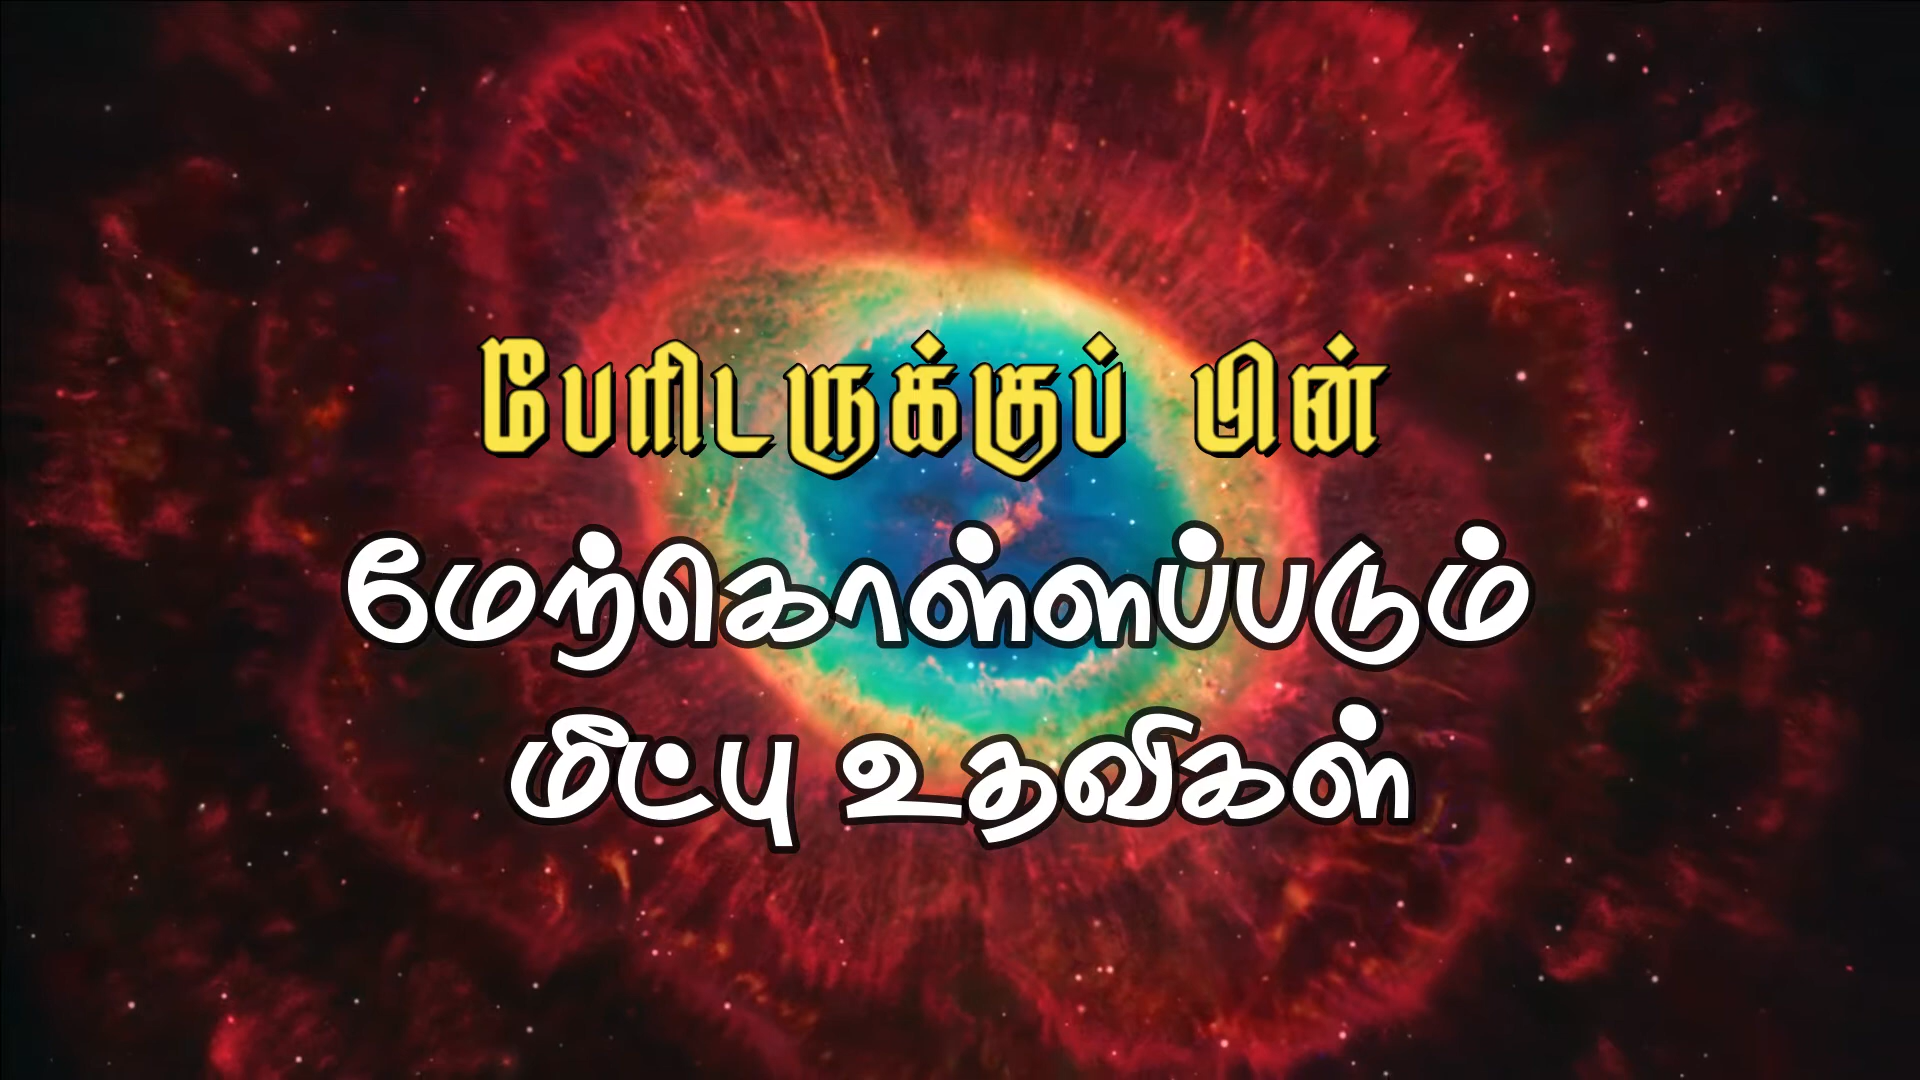 பேரிடருக்குப் பின்
மேற்கொள்ளப்படும்
மீட்பு உதவிகள்